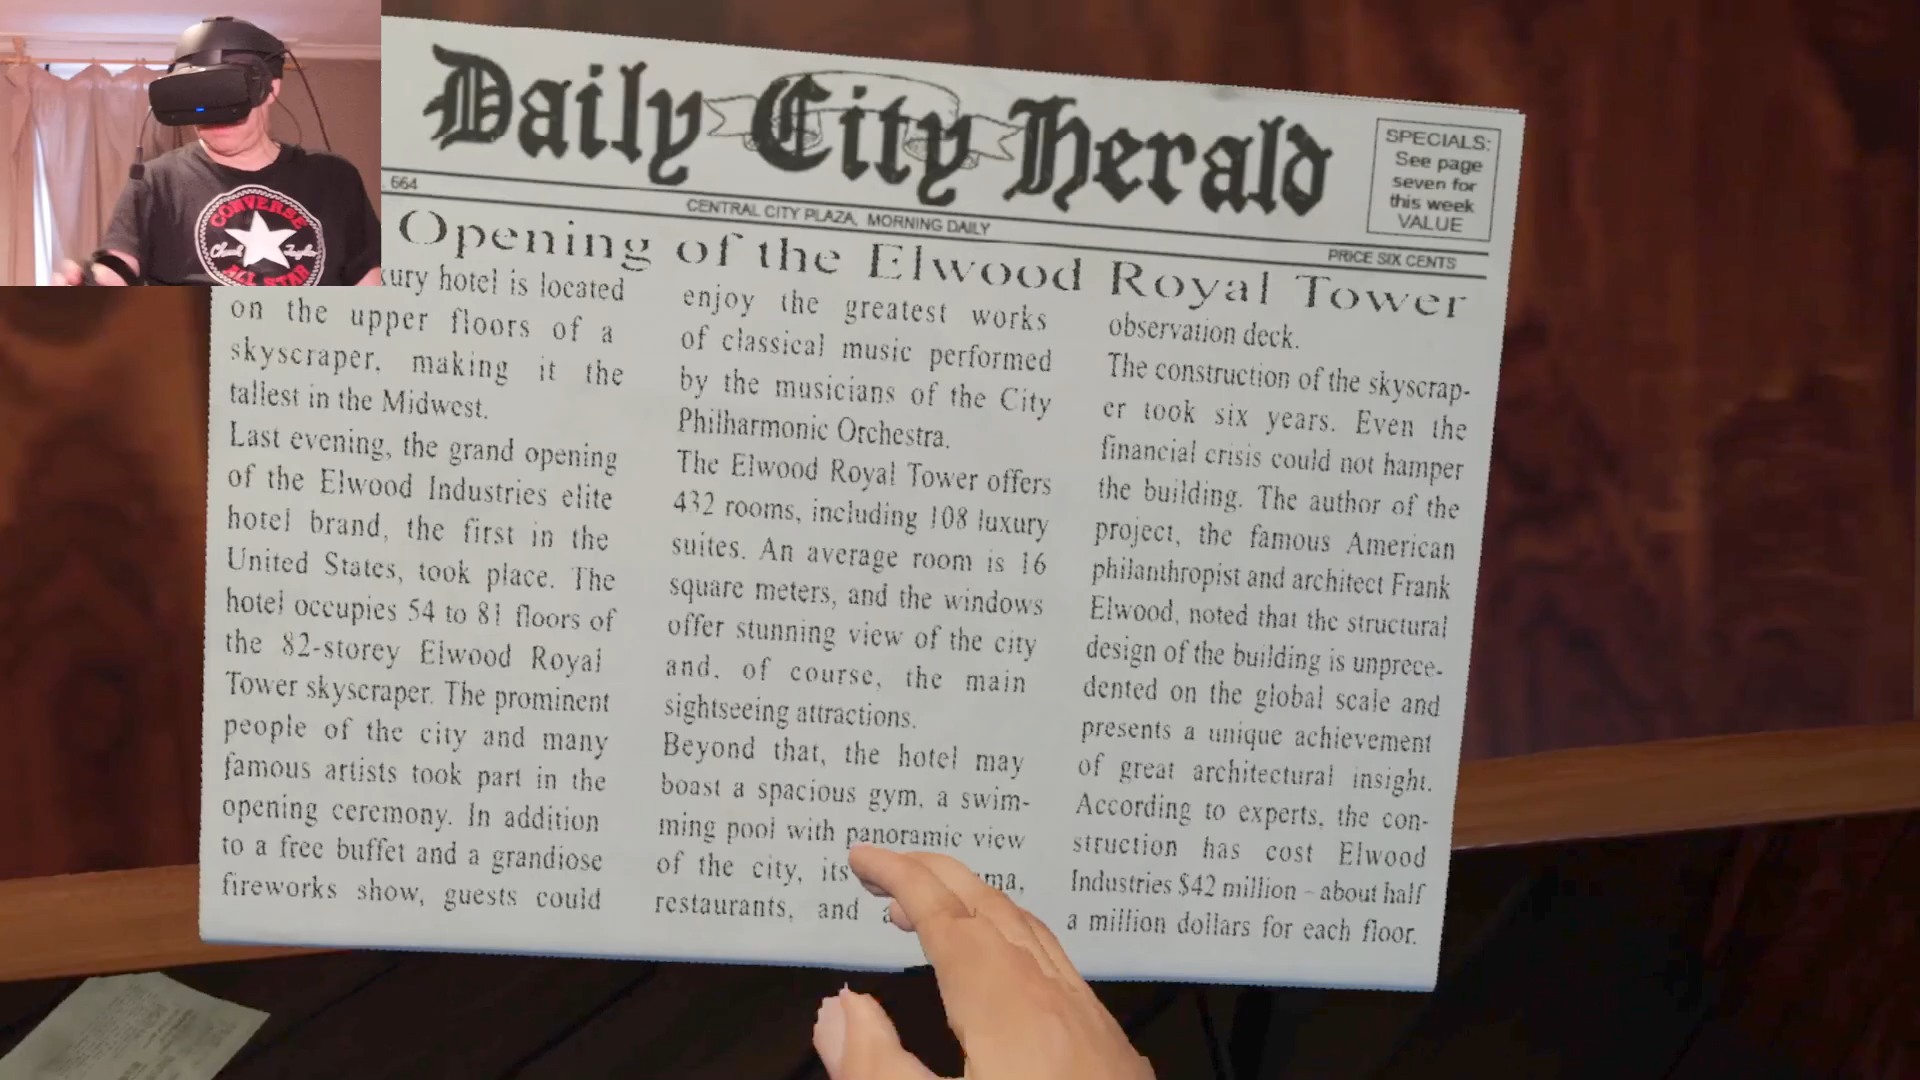 Daily City Herald
SPECIALS:
See page
seven for
this week
VALUE
. 664
CENTRAL CITY PLAZA, MORNING DAILY
PRICE SIX CENTS
Opening of the Elwood Royal Tower
hotel is located
on the upper floors of a
skyscraper, making it the
tallest in the Midwest.
Last evening, the grand opening
of the Elwood Industries elite
hotel brand, the first in the
United States, took place. The
hotel occupies 54 to 81 floors of
the 82-storey Elwood Royal
Tower skyscraper. The prominent
people of the city and many
famous artists took part in the
opening ceremony. In addition
to a free buffet and a grandiose
fireworks show, guests could
enjoy the greatest works
of classical music performed
by the musicians of the City
Philharmonic Orchestra.
The Elwood Royal Tower offers
432 rooms, including 108 luxury
suites. An average room is 16
square meters, and the windows
offer stunning view of the city
and. of course, the main
sightseeing attractions.
Beyond that, the hotel may
boast a spacious gym, a swim-
ming pool with panoramic view
of the city, its
restaurants, and
observation deck.
The construction of the skyscrap-
er took six years. Even the
financial crisis could not hamper
the building. The author of the
project, the famous American
philanthropist and architect Frank
Elwood, noted that the structural
design of the building is unprece-
dented on the global scale and
presents a unique achievement
of great architectural insight.
According to experts, the con-
struction has cost Elwood
Industries $42 million - about half
a million dollars for each floor.
CONVERSE
Chuck Taylor
ALL STAR